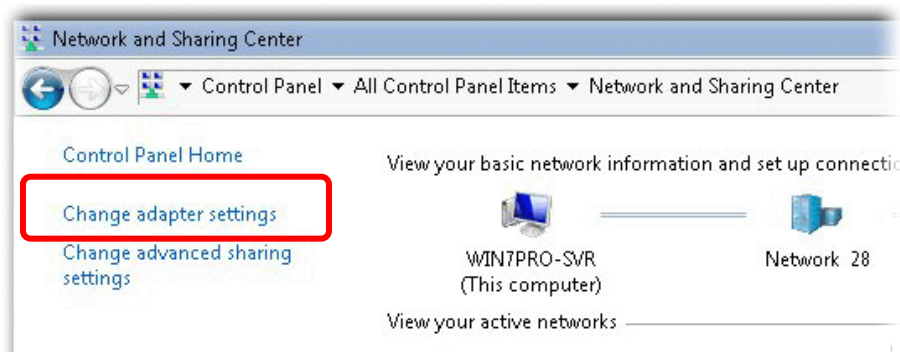 Network and Sharing Center
Control Panel All Control Panel Items Network and Sharing Center
Control Panel Home
View your basic network information and set up
Change adapter settings
Change advanced sharing
settings
WIN7PRO-SVR
(This computer)
Network 28
View your active networks